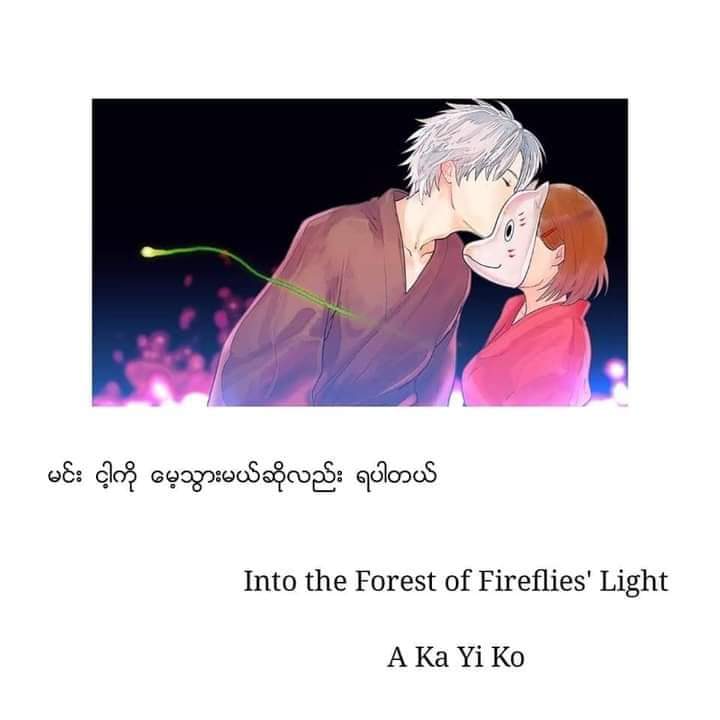 မင်း ငါ့ကို မေ့သွားမယ်ဆိုလည်း ရပါတယ်
Into the Forest of Fireflies' Light
A Ka Yi Ko